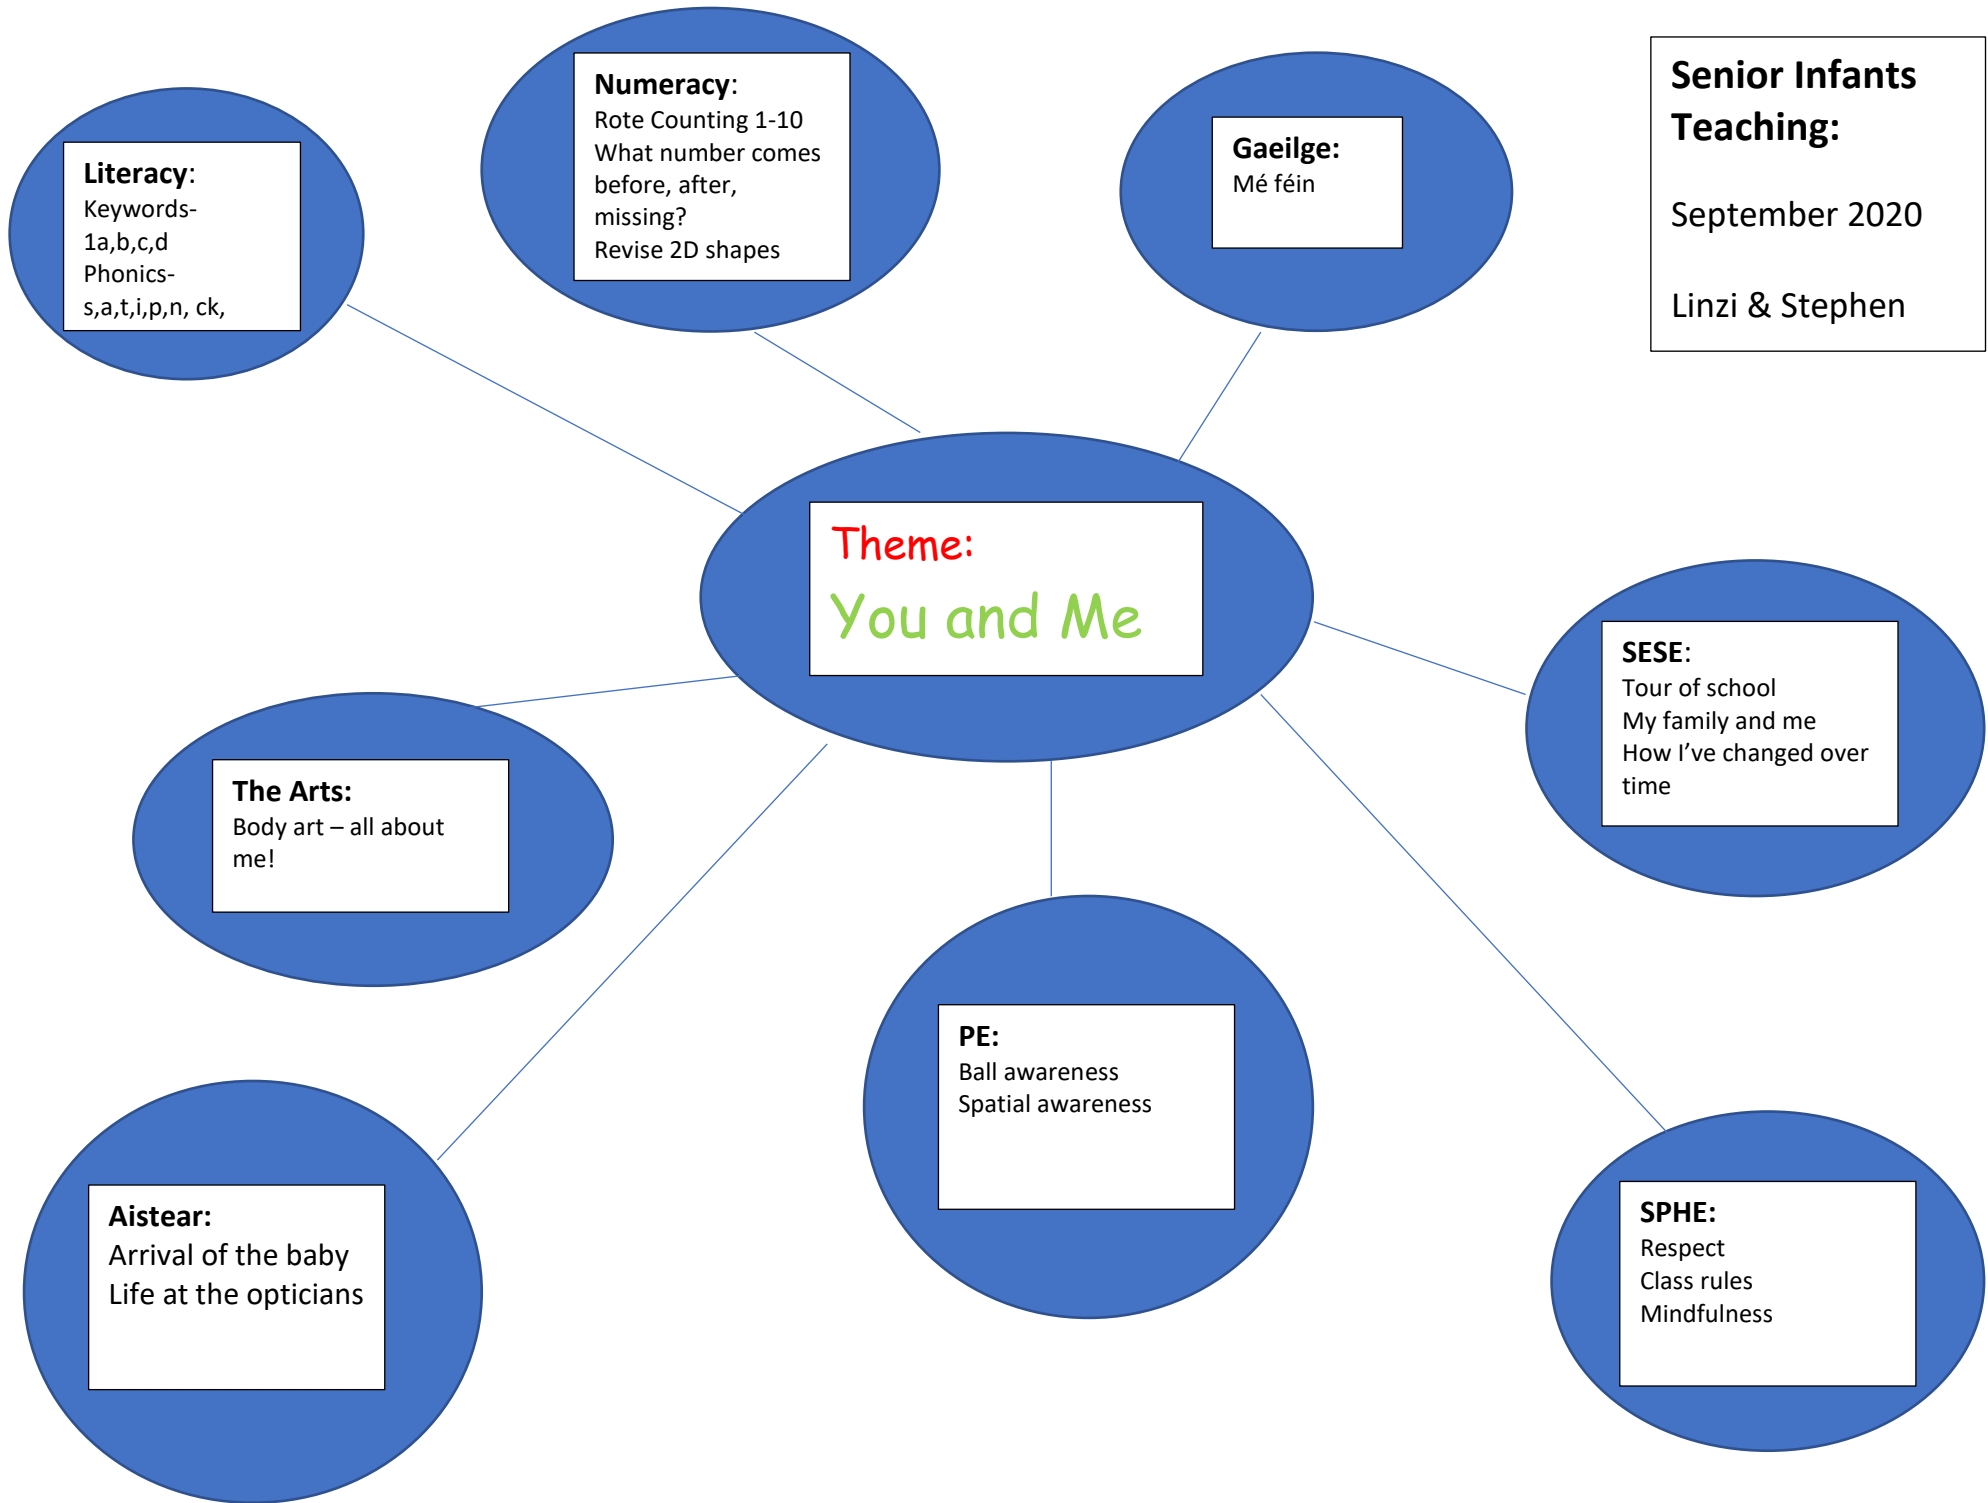 Literacy:
Keywords-
1a,b,c,d
Phonics-
s,a,t,i,p,n, ck,
Numeracy:
Rote Counting 1-10
What number comes
before, after,
missing?
Revise 2D shapes
Gaeilge:
Mé féin
Senior Infants
Teaching:
September 2020
Linzi & Stephen
Theme:
You and Me
SESE:
Tour of school
My family and me
How I’ve changed over
time
The Arts:
Body art – all about
me!
PE:
Ball awareness
Spatial awareness
Aistear:
Arrival of the baby
Life at the opticians
SPHE:
Respect
Class rules
Mindfulness